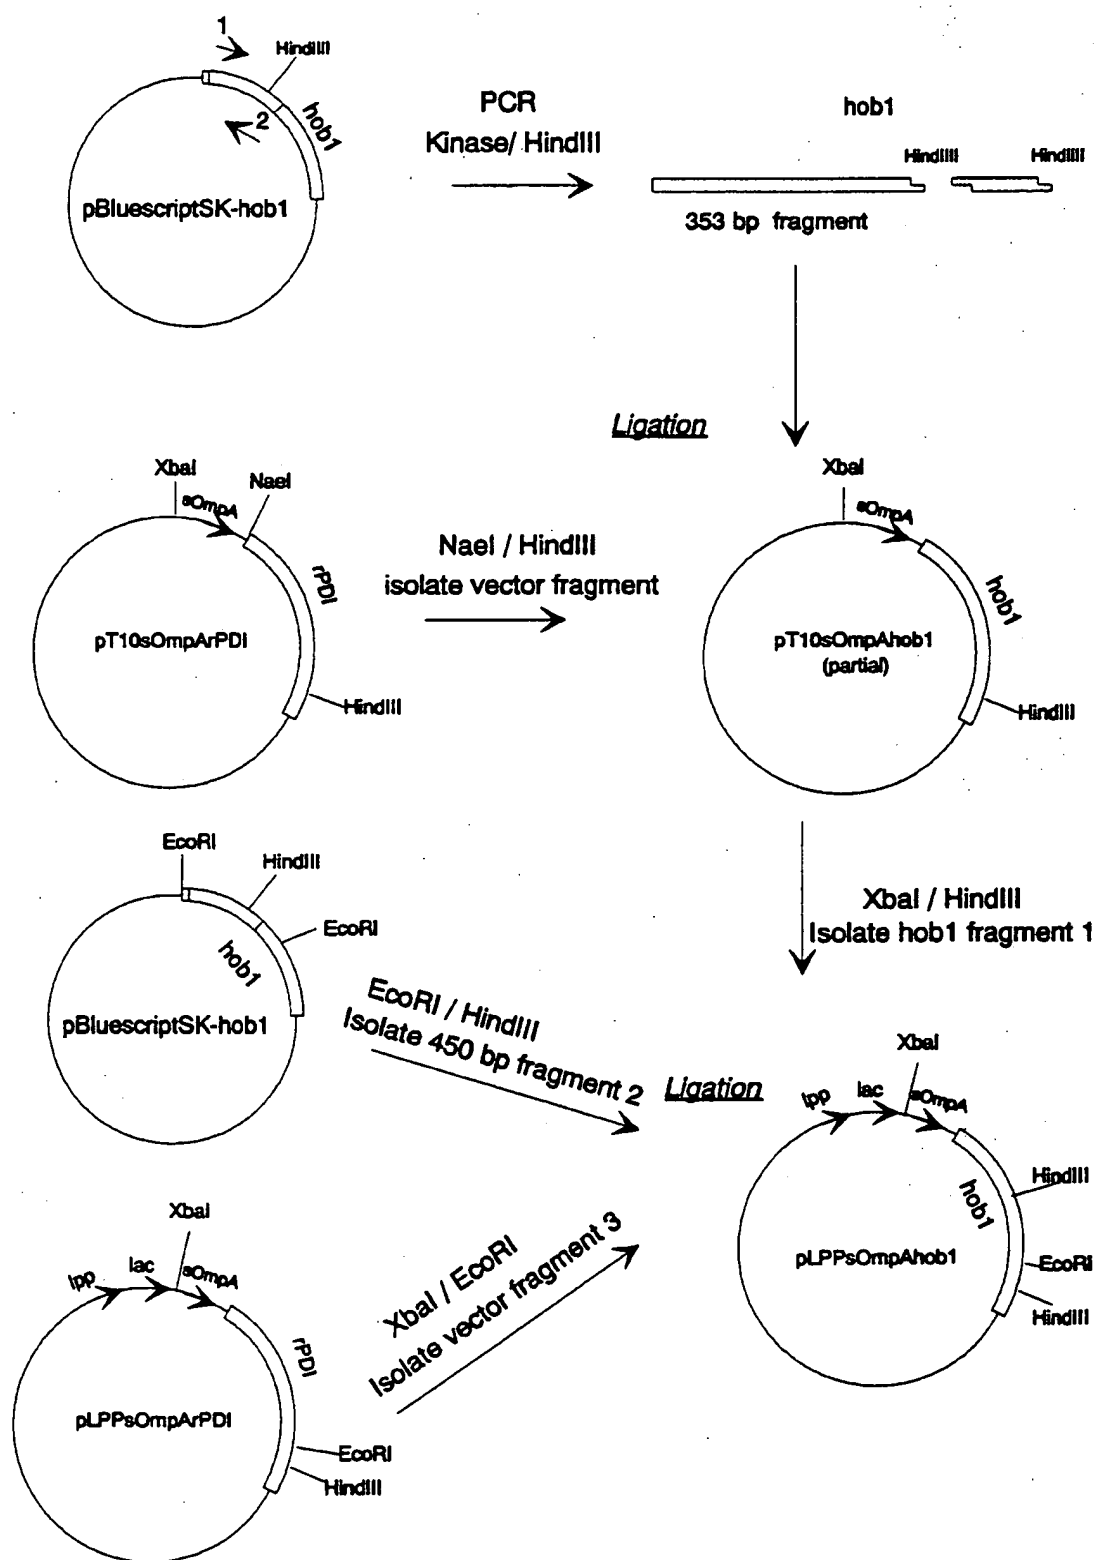 1
HindIII
hob1
2
pBluescriptSK-hob1
PCR
Kinase/ HindIII
hob1
HindIII
HindIII
353 bp fragment
Ligation
XbaI
sOmpA
NaeI
rPDI
pT10sOmpArPDI
HindIII
NaeI / HindIII
isolate vector fragment
XbaI
sOmpA
hob1
pT10sOmpAhob1
(partial)
HindIII
EcoRI
HindIII
EcoRI
hob1
pBluescriptSK-hob1
XbaI / HindIII
Isolate hob1 fragment 1
EcoRI / HindIII
Isolate 450 bp fragment 2
Ligation
XbaI
lpp
lac
sOmpA
hob1
HindIII
pLPPsOmpAhob1
EcoRI
HindIII
XbaI
lpp
lac
sOmpA
rPDI
pLPPsOmpArPDI
EcoRI
HindIII
XbaI / EcoRI
Isolate vector fragment 3